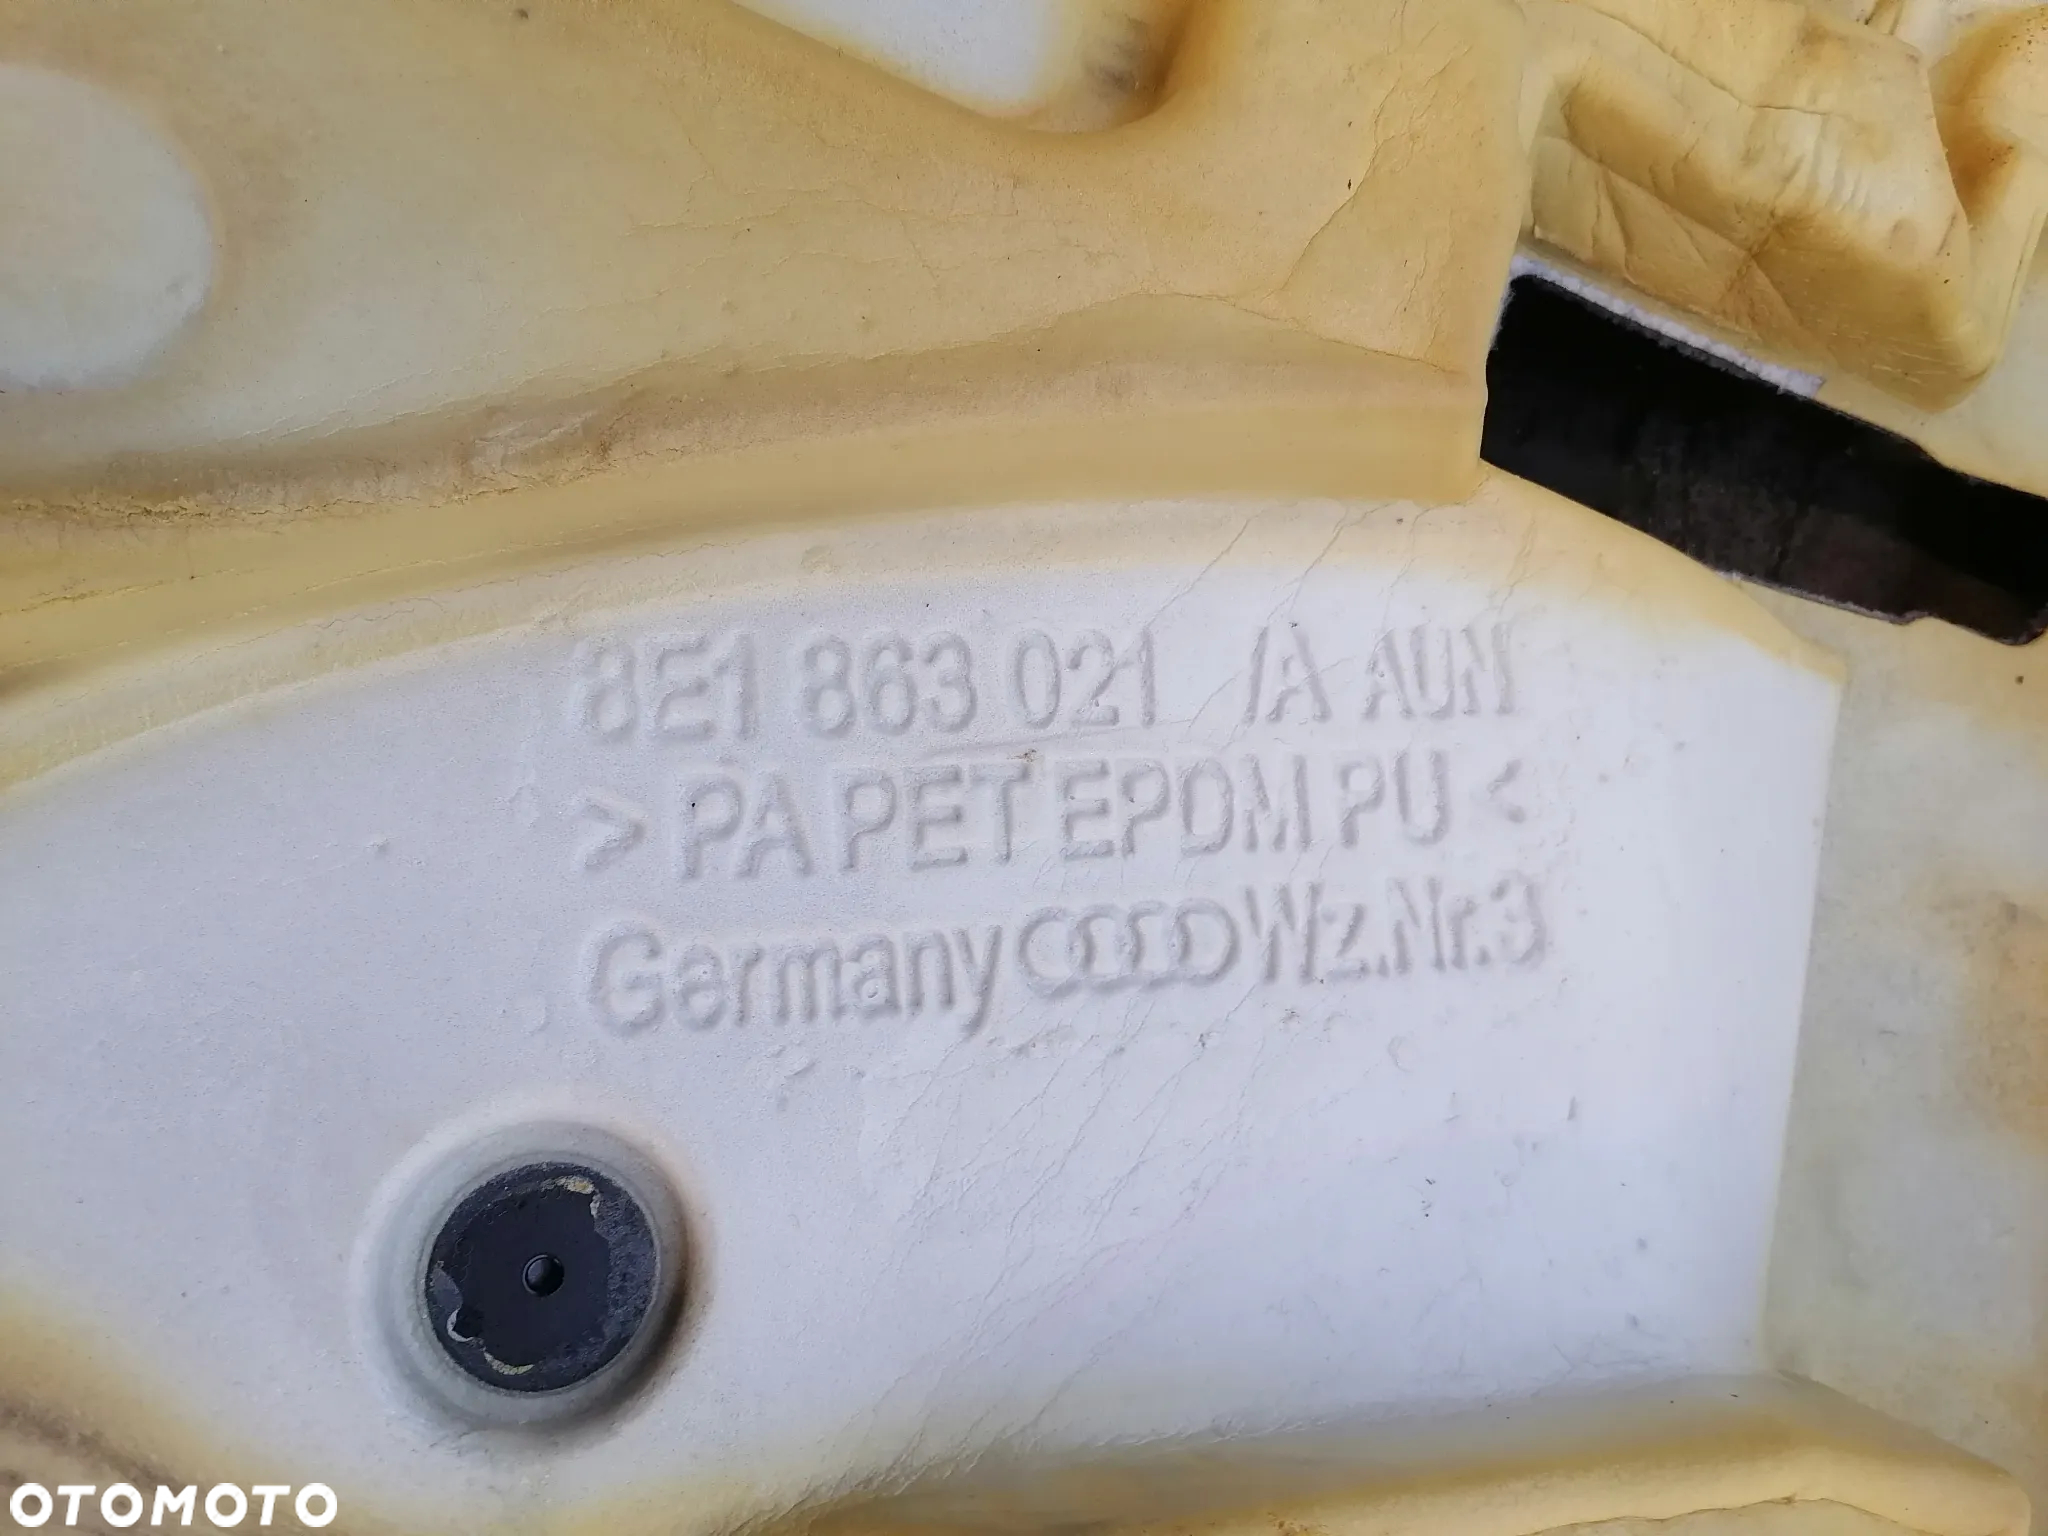 8E1 863 021 /A AUN
> PA PET EPDM PU <
Germany Wz.Nr.3
OTOMOTO